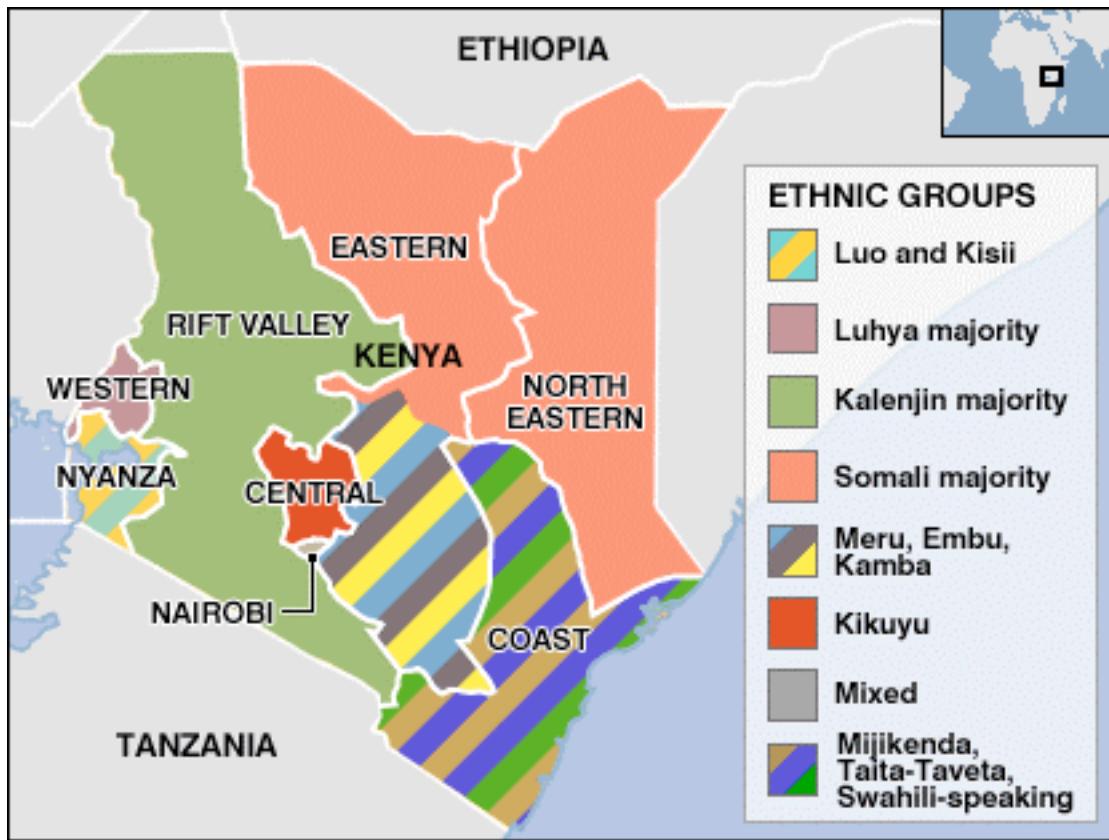 ETHIOPIA
EASTERN
RIFT VALLEY
KENYA
WESTERN
NORTH
EASTERN
NYANZA
CENTRAL
NAIROBI
COAST
TANZANIA
ETHNIC GROUPS
Luo and Kisii
Luhya majority
Kalenjin majority
Somali majority
Meru, Embu,
Kamba
Kikuyu
Mixed
Mijikenda,
Taita-Taveta,
Swahili-speaking